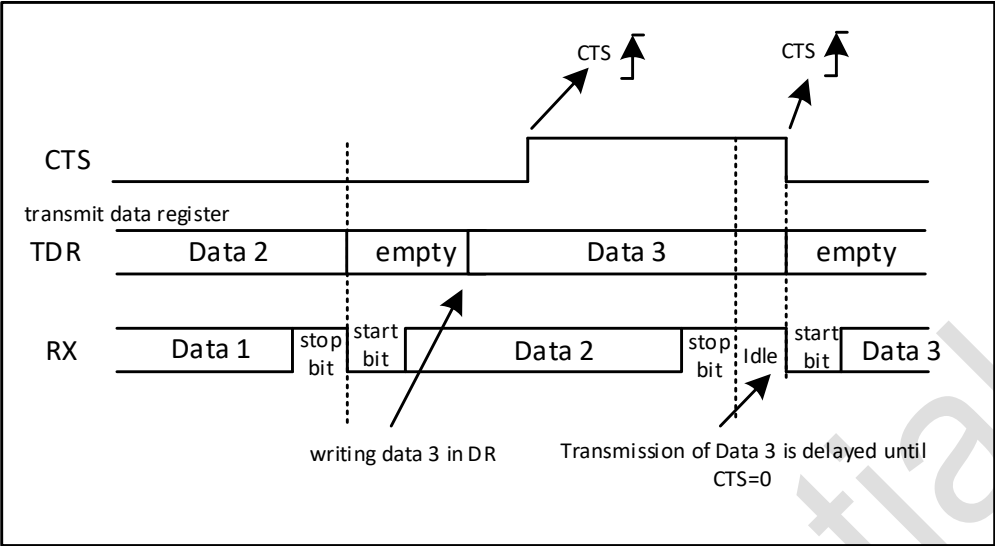 CTS
CTS
CTS
transmit data register
TDR
Data 2
empty
Data 3
empty
RX
Data 1
stop
bit
start
bit
Data 2
stop
bit
Idle
start
bit
Data 3
writing data 3 in DR
Transmission of Data 3 is delayed until
CTS=0